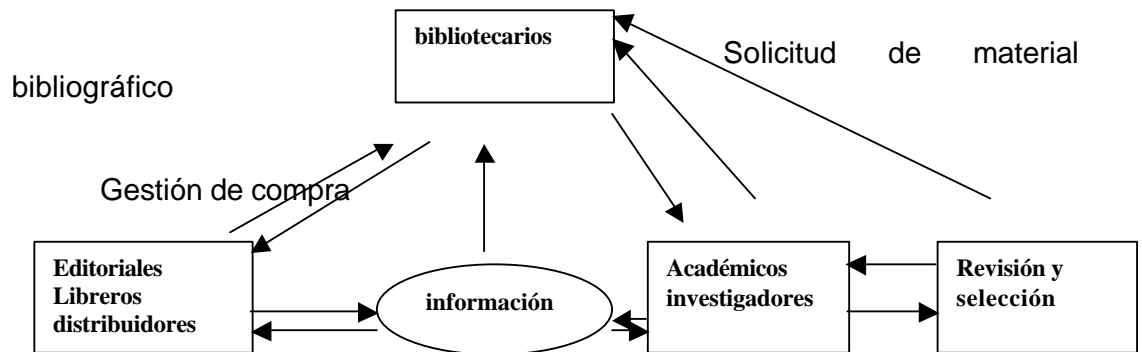 bibliotecarios
Solicitud de material
bibliográfico
Gestión de compra
Editoriales
Libreros
distribuidores
información
Académicos
investigadores
Revisión y
selección